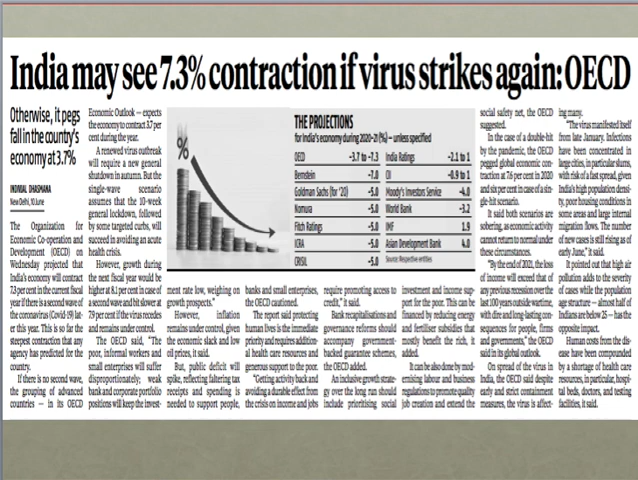 India may see 7.3% contraction if virus strikes again: OECD
Otherwise, it pegs
fall in the country's
economy at 3.7%
INDIVJAL DHASMANA
New Delhi, 10 June
The Organization for
Economic Co-operation and
Development (OECD) on
Wednesday projected that
India's economy will contract
7.3 per cent in the current fiscal
year if there is a second wave of
the coronavirus (Covid-19) lat-
er this year. This is so far the
steepest contraction that any
agency has predicted for the
country.
If there is no second wave,
the grouping of advanced
countries — in its OECD
Economic Outlook — expects
the economy to contract 3.7 per
cent during the year.
A renewed virus outbreak
will require a new general
shutdown in autumn. But the
single-wave scenario
assumes that the 10-week
general lockdown, followed
by some targeted curbs, will
succeed in avoiding an acute
health crisis.
However, growth during
the next fiscal year would be
higher at 8.1 per cent in case of
a second wave and bit slower at
7.9 per cent if the virus recedes
and remains under control.
The OECD said, "The
poor, informal workers and
small enterprises will suffer
disproportionately; weak
bank and corporate portfolio
positions will keep the invest-
%
THE PROJECTIONS
for India's economy during 2020-21 (%) — unless specified
OED -3.7 to -7.3
Bernstein -7.0
Goldman Sachs (for '20) -5.0
Nomura -5.0
Fitch Ratings -5.0
ICRA -5.0
CRISIL -5.0
India Ratings -2.1 to 1
CII -0.9 to 1
Moody's Investors Service -4.0
World Bank -3.2
IMF 1.9
Asian Development Bank 4.0
Source: Respective entities
ment rate low, weighing on
growth prospects."
However, inflation
remains under control, given
the economic slack and low
oil prices, it said.
But, public deficit will
spike, reflecting faltering tax
receipts and spending is
needed to support people,
banks and small enterprises,
the OECD cautioned.
The report said protecting
human lives is the immediate
priority and requires addition-
al health care resources and
generous support to the poor.
"Getting activity back and
avoiding a durable effect from
the crisis on income and jobs
require promoting access to
credit," it said.
Bank recapitalisations and
governance reforms should
accompany government-
backed guarantee schemes,
the OECD added.
An inclusive growth strate-
gy over the long run should
include prioritising social
investment and income sup-
port for the poor. This can be
financed by reducing energy
and fertiliser subsidies that
mostly benefit the rich, it
added.
It can be also done by mod-
ernising labour and business
regulations to promote quality
job creation and extend the
social safety net, the OECD
suggested.
In the case of a double-hit
by the pandemic, the OECD
pegged global economic con-
traction at 7.6 per cent in 2020
and six per cent in case of a sin-
gle-hit scenario.
It said both scenarios are
sobering, as economic activity
cannot return to normal under
these circumstances.
"By the end of 2021, the loss
of income will exceed that of
any previous recession over the
last 100 years outside wartime,
with dire and long-lasting con-
sequences for people, firms
and governments," the OECD
said in its global outlook.
On spread of the virus in
India, the OECD said despite
early and strict containment
measures, the virus is affect-
ing many.
"The virus manifested itself
from late January. Infections
have been concentrated in
large cities, in particular slums,
with risk of a fast spread, given
India's high population densi-
ty, poor housing conditions in
some areas and large internal
migration flows. The number
of new cases is still rising as of
early June," it said.
It pointed out that high air
pollution adds to the severity
of cases while the population
age structure — almost half of
Indians are below 25 — has the
opposite impact.
Human costs from the dis-
ease have been compounded
by a shortage of health care
resources, in particular, hospi-
tal beds, doctors, and testing
facilities, it said.